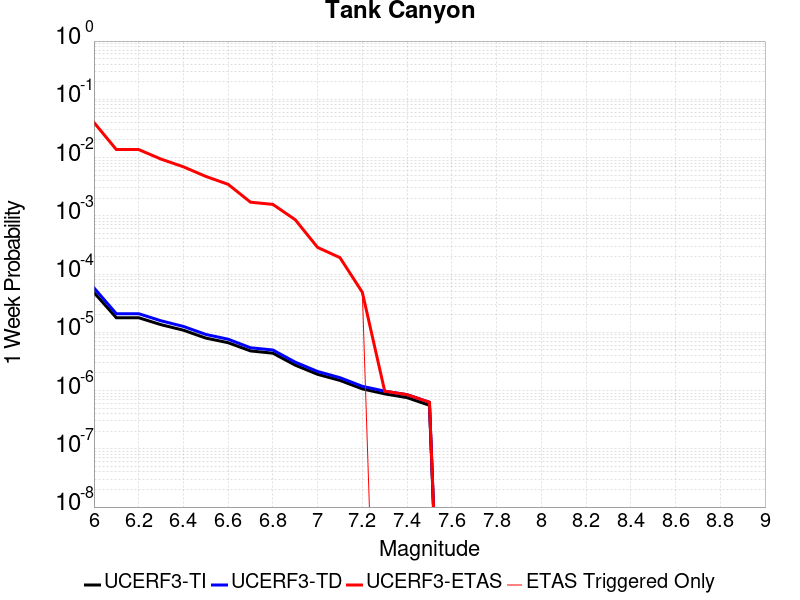 Tank Canyon
10 0
10 -1
10 -2
10 -3
10 -4
10 -5
10 -6
10 -7
10 -8
1 Week Probability
6 6.2 6.4 6.6 6.8 7 7.2 7.4 7.6 7.8 8 8.2 8.4 8.6 8.8 9
Magnitude
UCERF3-TI UCERF3-TD UCERF3-ETAS ETAS Triggered Only